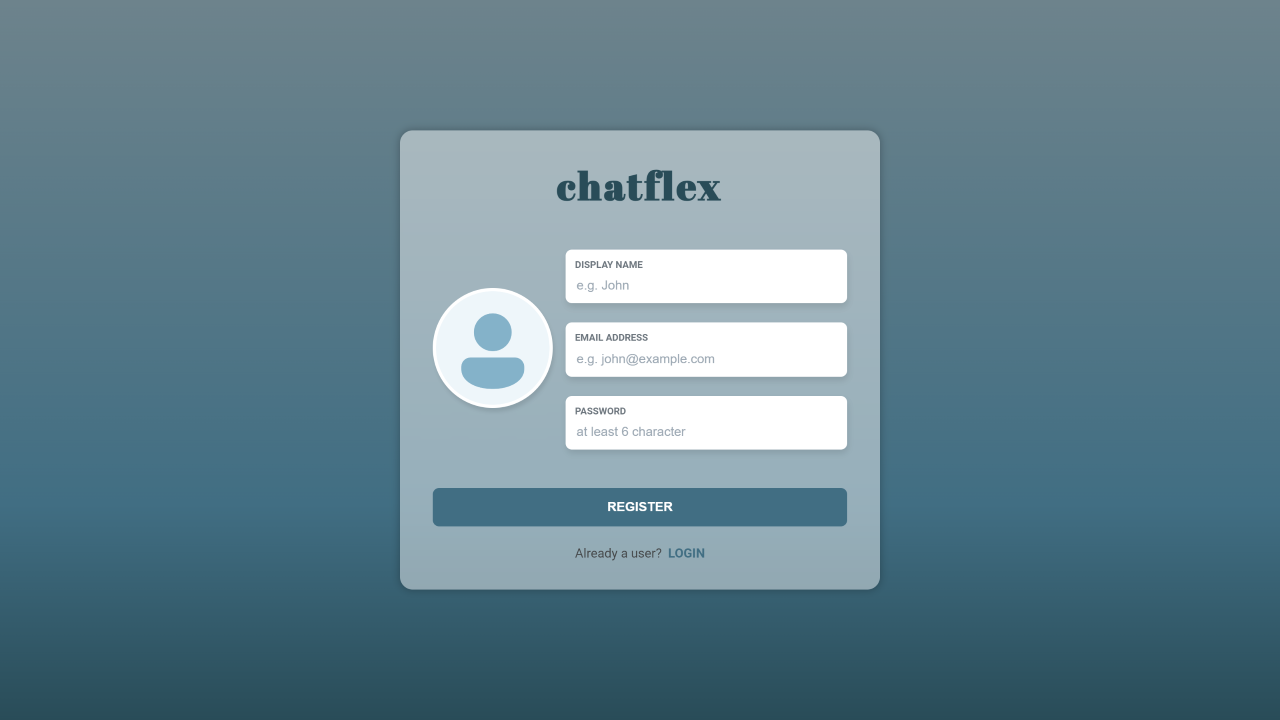 chatflex
DISPLAY NAME
e.g. John
EMAIL ADDRESS
e.g. john@example.com
PASSWORD
at least 6 character
REGISTER
Already a user? LOGIN